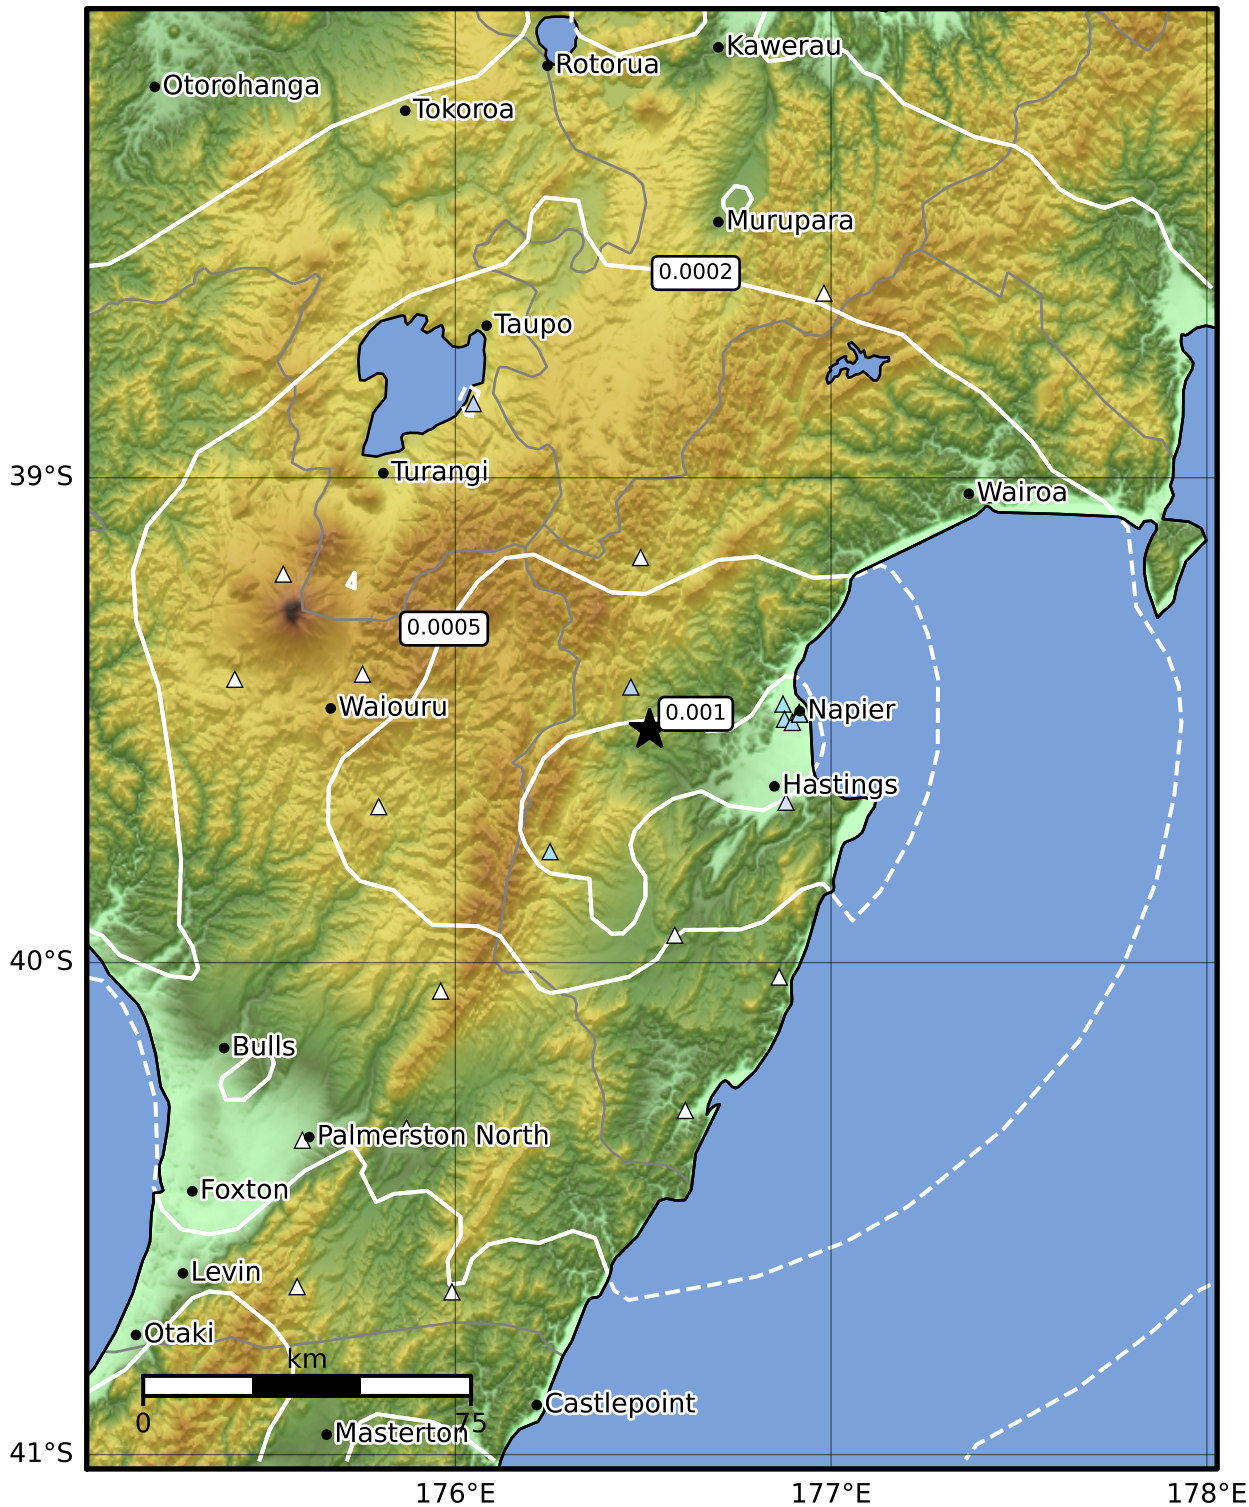 Kawerau
Rotorua
Otorohanga
Tokoroa
Murupara
0.0002
Taupo
39°S
Turangi
Wairoa
0.0005
Waiouru
0.001
Napier
Hastings
40°S
Bulls
Palmerston North
Foxton
Levin
Otaki
km
0
75
Castlepoint
Masterton
41°S
176°E
177°E
178°E